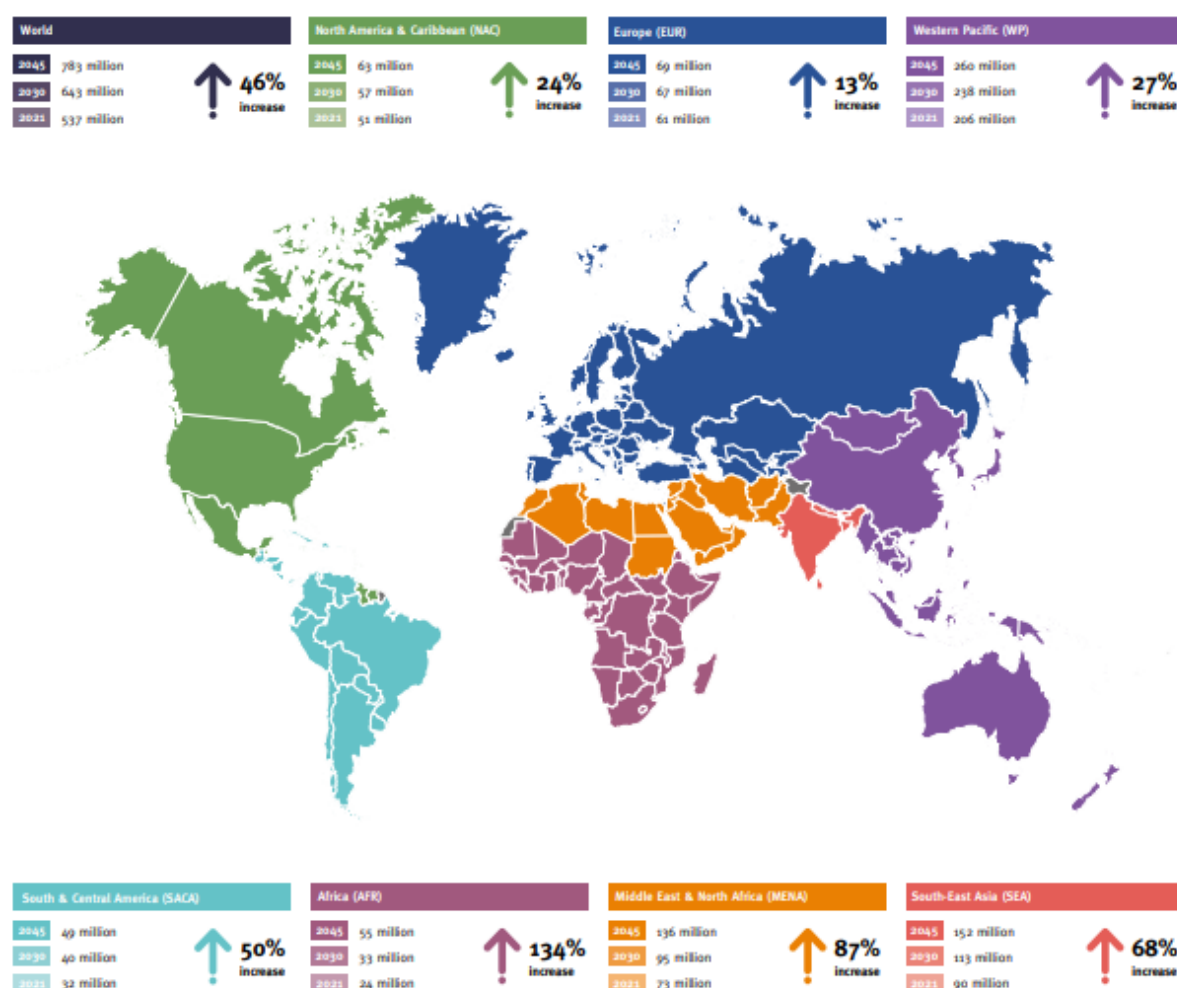 World
2045 783 million
2030 643 million
2021 537 million
46%
increase
North America & Caribbean (NAC)
2045 63 million
2030 57 million
2021 51 million
24%
increase
Europe (EUR)
2045 69 million
2030 67 million
2021 61 million
13%
increase
Western Pacific (WP)
2045 260 million
2030 238 million
2021 206 million
27%
increase
South & Central America (SACA)
2045 49 million
2030 40 million
2021 32 million
50%
increase
Africa (AFR)
2045 55 million
2030 33 million
2021 24 million
134%
increase
Middle East & North Africa (MENA)
2045 136 million
2030 95 million
2021 73 million
87%
increase
South-East Asia (SEA)
2045 152 million
2030 113 million
2021 90 million
68%
increase